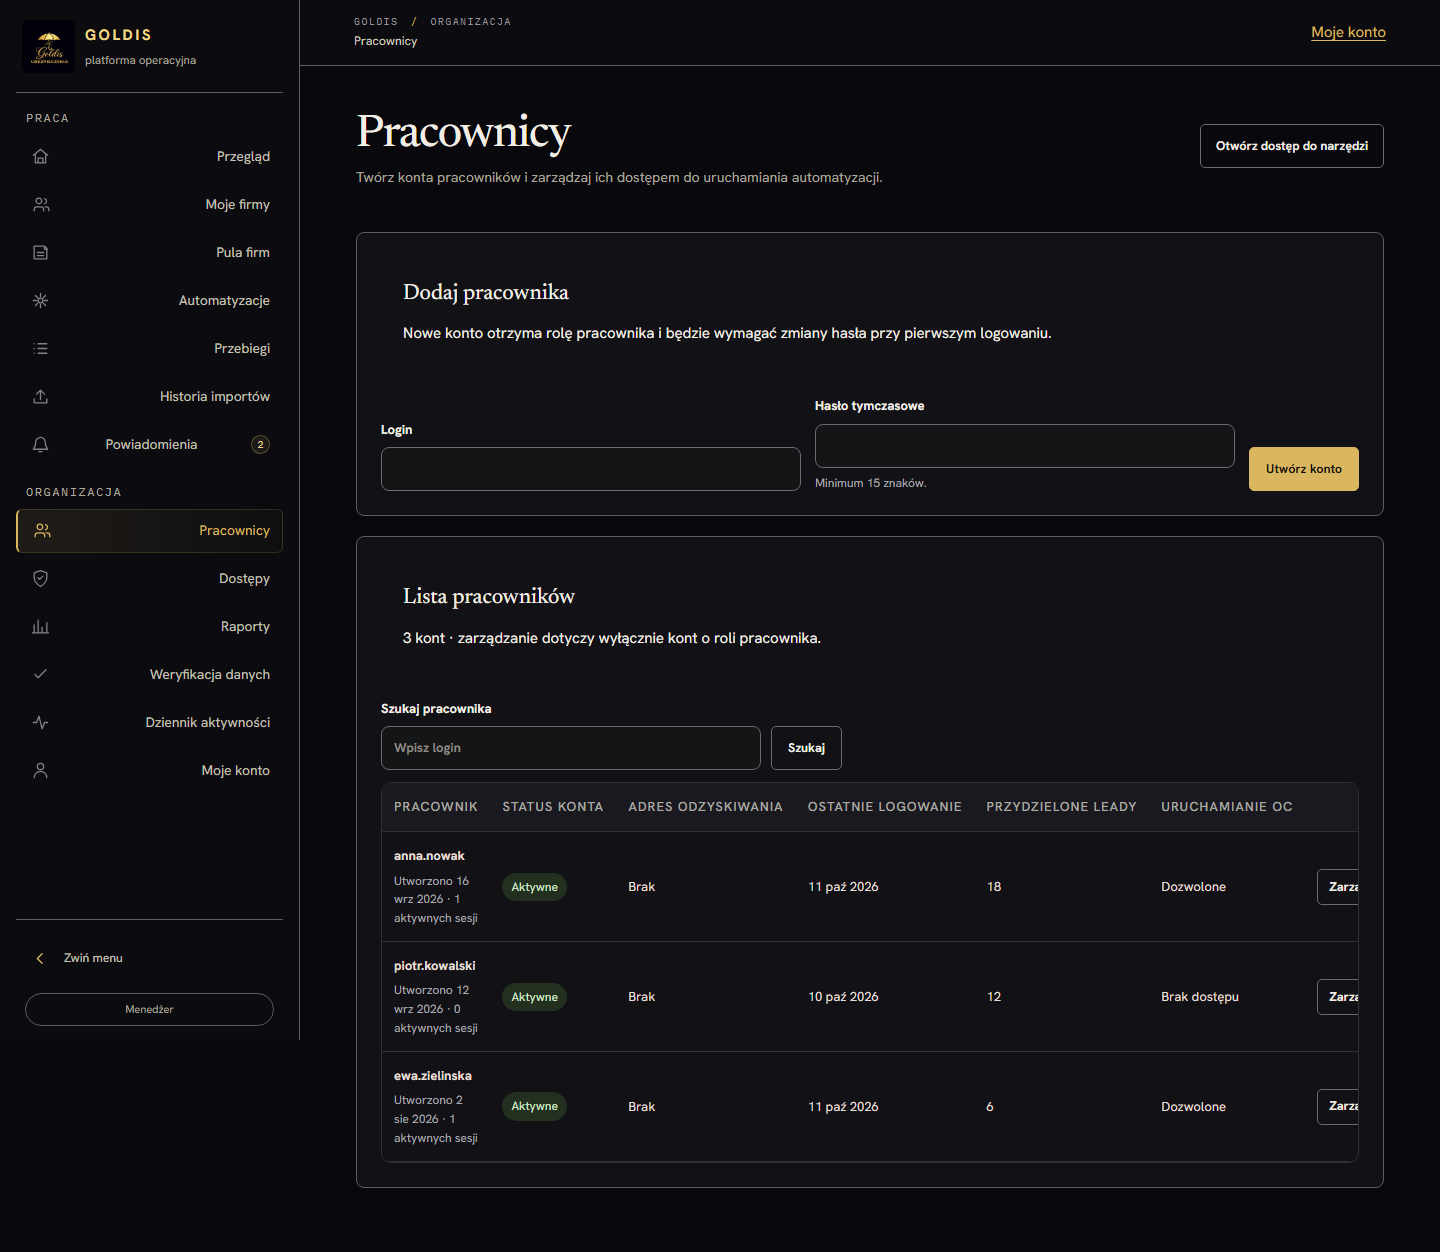 Goldis
UBEZPIECZENIA
GOLDIS
platforma operacyjna
PRACA
Przegląd
Moje firmy
Pula firm
Automatyzacje
Przebiegi
Historia importów
Powiadomienia 2
ORGANIZACJA
Pracownicy
Dostępy
Raporty
Weryfikacja danych
Dziennik aktywności
Moje konto
Zwiń menu
Menedżer
GOLDIS / ORGANIZACJA
Pracownicy
Moje konto
Pracownicy
Twórz konta pracowników i zarządzaj ich dostępem do uruchamiania automatyzacji.
Otwórz dostęp do narzędzi
Dodaj pracownika
Nowe konto otrzyma rolę pracownika i będzie wymagać zmiany hasła przy pierwszym logowaniu.
Login
Hasło tymczasowe
Minimum 15 znaków.
Utwórz konto
Lista pracowników
3 kont · zarządzanie dotyczy wyłącznie kont o roli pracownika.
Szukaj pracownika
Wpisz login
Szukaj
PRACOWNIK STATUS KONTA ADRES ODZYSKIWANIA OSTATNIE LOGOWANIE PRZYDZIELONE LEADY URUCHAMIANIE OC
anna.nowak
Utworzono 16
wrz 2026 · 1
aktywnych sesji
Aktywne Brak 11 paź 2026 18 Dozwolone Zarza
piotr.kowalski
Utworzono 12
wrz 2026 · 0
aktywnych sesji
Aktywne Brak 10 paź 2026 12 Brak dostępu Zarza
ewa.zielinska
Utworzono 2
sie 2026 · 1
aktywnych sesji
Aktywne Brak 11 paź 2026 6 Dozwolone Zarza